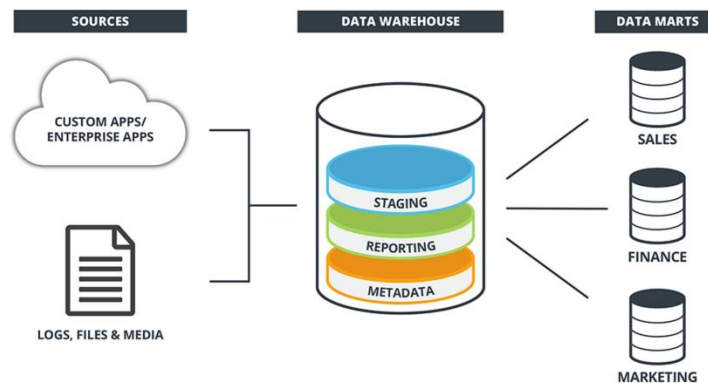 SOURCES
DATA WAREHOUSE
DATA MARTS
CUSTOM APPS/
ENTERPRISE APPS
LOGS, FILES & MEDIA
STAGING
REPORTING
METADATA
SALES
FINANCE
MARKETING